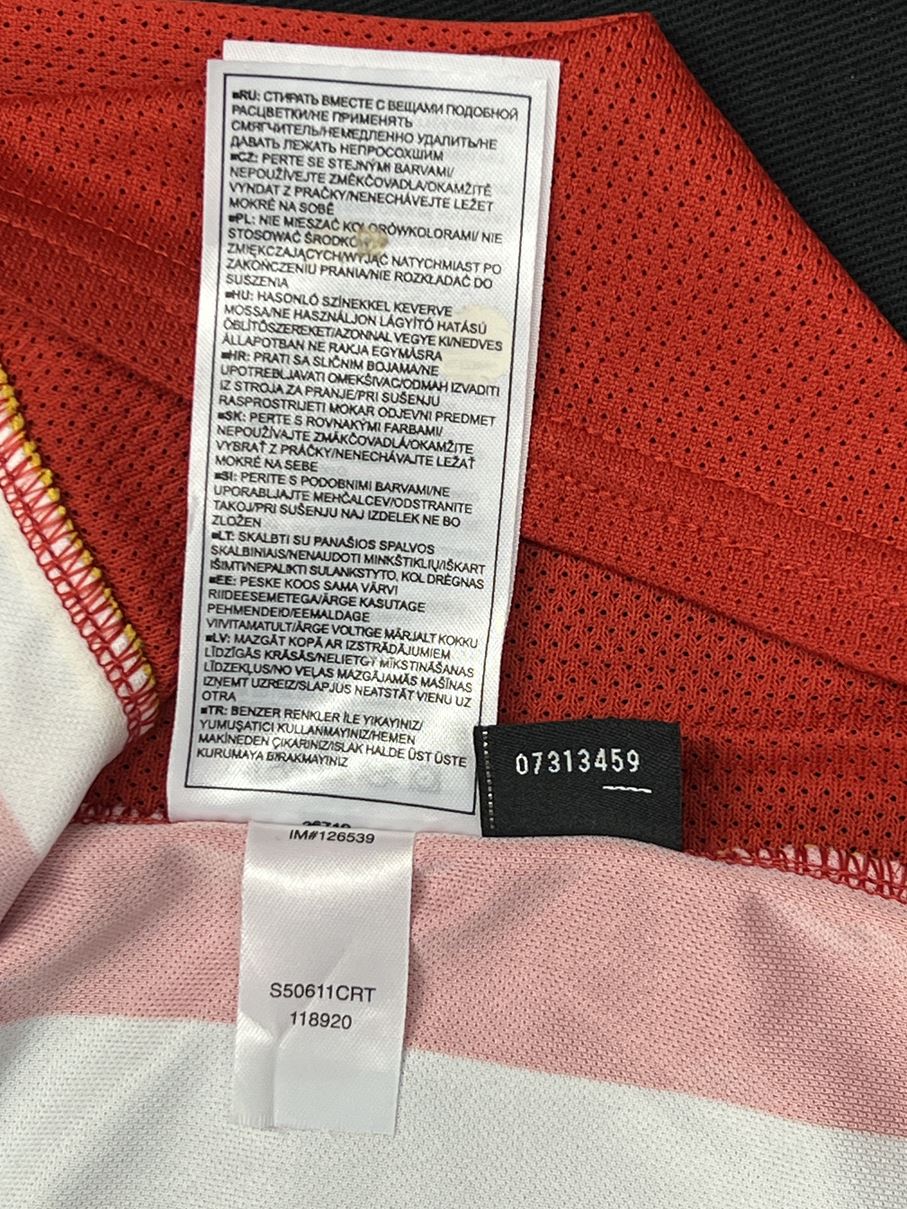 ■RU: СТИРАТЬ ВМЕСТЕ С ВЕЩАМИ ПОДОБНОЙ
РАСЦВЕТКИ/НЕ ПРИМЕНЯТЬ
СМЯГЧИТЕЛЬ/НЕМЕДЛЕННО УДАЛИТЬ/НЕ
ДАВАТЬ ЛЕЖАТЬ НЕПРОСОХШИМ
■CZ: PERTE SE STEJNÝMI BARVAMI/
NEPOUŽÍVEJTE ZMĚKČOVADLA/OKAMŽITĚ
VYNDAT Z PRAČKY/NENECHÁVEJTE LEŽET
MOKRÉ NA SOBĚ
■PL: NIE MIESZAĆ KOLORÓWKOLORAMI/ NIE
STOSOWAĆ
ZMIĘKCZAJĄCYCH/WYJĄĆ NATYCHMIAST PO
ZAKOŃCZENIU PRANIA/NIE ROZKŁADAĆ DO
SUSZENIA
■HU: HASONLÓ SZÍNEKKEL KEVERVE
MOSSA/NE HASZNÁLJON LÁGYÍTÓ HATÁSÚ
ÖBLÍTŐSZEREKET/AZONNAL VEGYE KI/NEDVES
ÁLLAPOTBAN NE RAKJA EGYMÁSRA
■HR: PRATI SA SLIČNIM BOJAMA/NE
UPOTREBLJAVATI OMEKŠIVAC/ODMAH IZVADITI
IZ STROJA ZA PRANJE/PRI SUŠENJU
RASPROSTRIJETI MOKAR ODJEVNI PREDMET
■SK: PERTE S ROVNAKÝMI FARBAMI/
NEPOUŽÍVAJTE ZMÄKČOVADLÁ/OKAMŽITE
VYBRAŤ Z PRÁČKY/NENECHÁVAJTE LEŽAŤ
MOKRÉ NA SEBE
■SI: PERITE S PODOBNIMI BARVAMI/NE
UPORABLJAJTE MEHČALCEV/ODSTRANITE
TAKOJ/PRI SUŠENJU NAJ IZDELEK NE BO
ZLOŽEN
■LT: SKALBTI SU PANAŠIOS SPALVOS
SKALBINIAIS/NENAUDOTI MINKŠTIKLIŲ/IŠKART
IŠIMTI/NEPALIKTI SULANKSTYTO, KOL DRĖGNAS
■EE: PESKE KOOS SAMA VÄRVI
RIIDEESEMETEGA/ÄRGE KASUTAGE
PEHMENDEID/EEMALDAGE
VIIVITAMATULT/ÄRGE VOLTIGE MÄRJALT KOKKU
■LV: MAZGĀT KOPĀ AR IZSTRĀDĀJUMIEM
LĪDZĪGĀS KRĀSĀS/NELIETGT MĪKSTINĀŠANAS
LĪDZEKĻUS/NO VEĻAS MAZGĀJAMĀS MAŠĪNAS
IZŅEMT UZREIZ/SLAPJUS NEATSTĀT VIENU UZ
OTRA
■TR: BENZER RENKLER İLE YIKAYINIZ/
YUMUŞATICI KULLANMAYINIZ/HEMEN
MAKİNEDEN ÇIKARINIZ/ISLAK HALDE ÜST ÜSTE
KURUMAYA BIRAKMAYINIZ
07313459
IM#126539
S50611CRT
118920